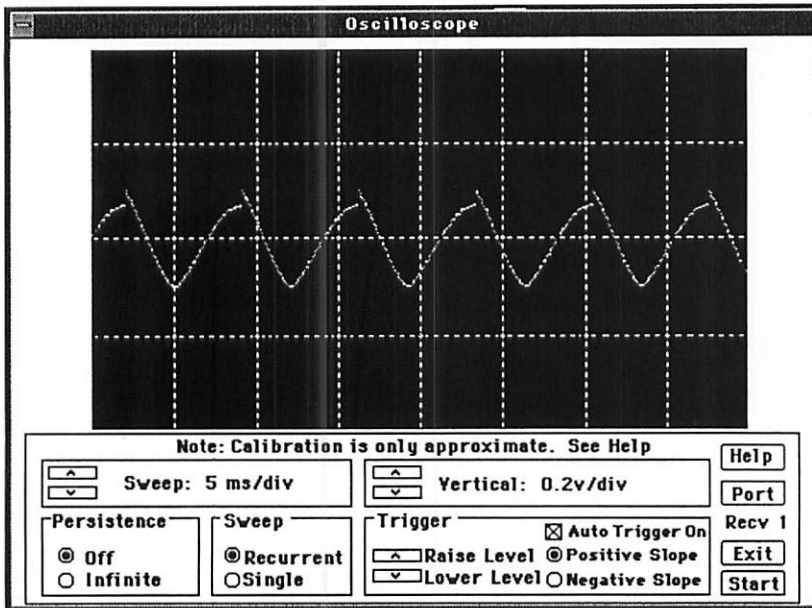 Oscilloscope
Note: Calibration is only approximate. See Help
Sweep: 5 ms/div
Vertical: 0.2v/div
Help
Port
Recv 1
Exit
Start
Persistence
Off
Infinite
Sweep
Recurrent
Single
Trigger
Auto Trigger On
Raise Level
Positive Slope
Lower Level
Negative Slope